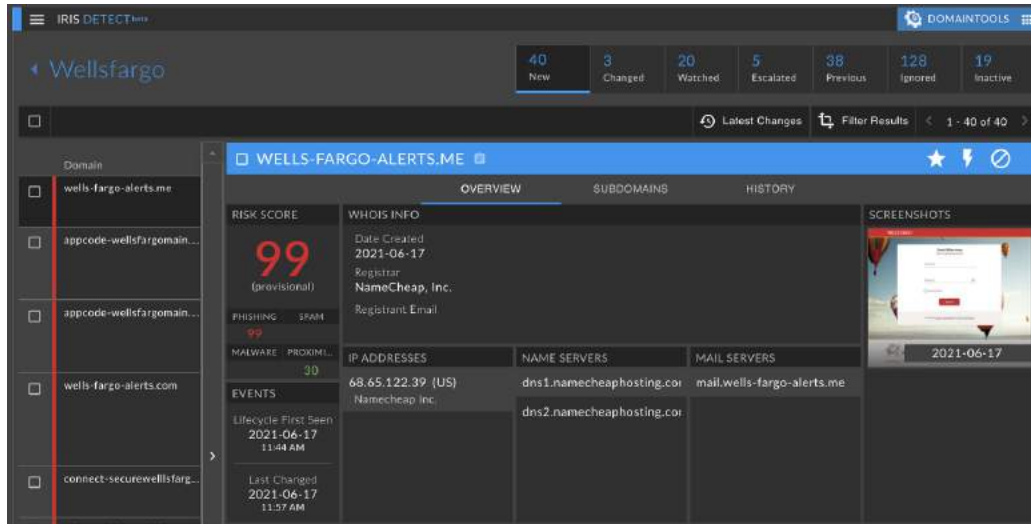 IRIS DETECT beta
DOMAINTOOLS
Wellsfargo
40 3 20 5 38 128 19
New Changed Watched Escalated Previous Ignored Inactive
Latest Changes Filter Results 1 - 40 of 40
Domain
wells-fargo-alerts.me
appcode-wellsfargomain...
appcode-wellsfargomain...
wells-fargo-alerts.com
connect-securewelllsfarg...
WELLS-FARGO-ALERTS.ME
OVERVIEW SUBDOMAINS HISTORY
RISK SCORE
99
(provisional)
PHISHING SPAM
99
MALWARE PROXIMI...
30
EVENTS
Lifecycle First Seen
2021-06-17
11:44 AM
Last Changed
2021-06-17
11:57 AM
WHOIS INFO
Date Created
2021-06-17
Registrar
NameCheap, Inc.
Registrant Email
IP ADDRESSES
68.65.122.39 (US)
Namecheap Inc.
NAME SERVERS
dns1.namecheaphosting.co
dns2.namecheaphosting.co
MAIL SERVERS
mail.wells-fargo-alerts.me
SCREENSHOTS
2021-06-17